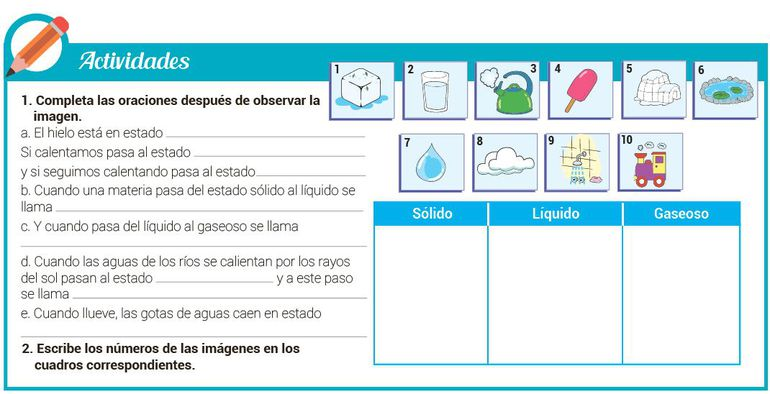 Actividades
1. Completa las oraciones después de observar la
imagen.
a. El hielo está en estado
Si calentamos pasa al estado
y si seguimos calentando pasa al estado
b. Cuando una materia pasa del estado sólido al líquido se
llama
c. Y cuando pasa del líquido al gaseoso se llama
d. Cuando las aguas de los ríos se calientan por los rayos
del sol pasan al estado y a este paso
se llama
e. Cuando llueve, las gotas de aguas caen en estado
2. Escribe los números de las imágenes en los
cuadros correspondientes.
1 2 3 4 5 6
7 8 9 10
Sólido Líquido Gaseoso